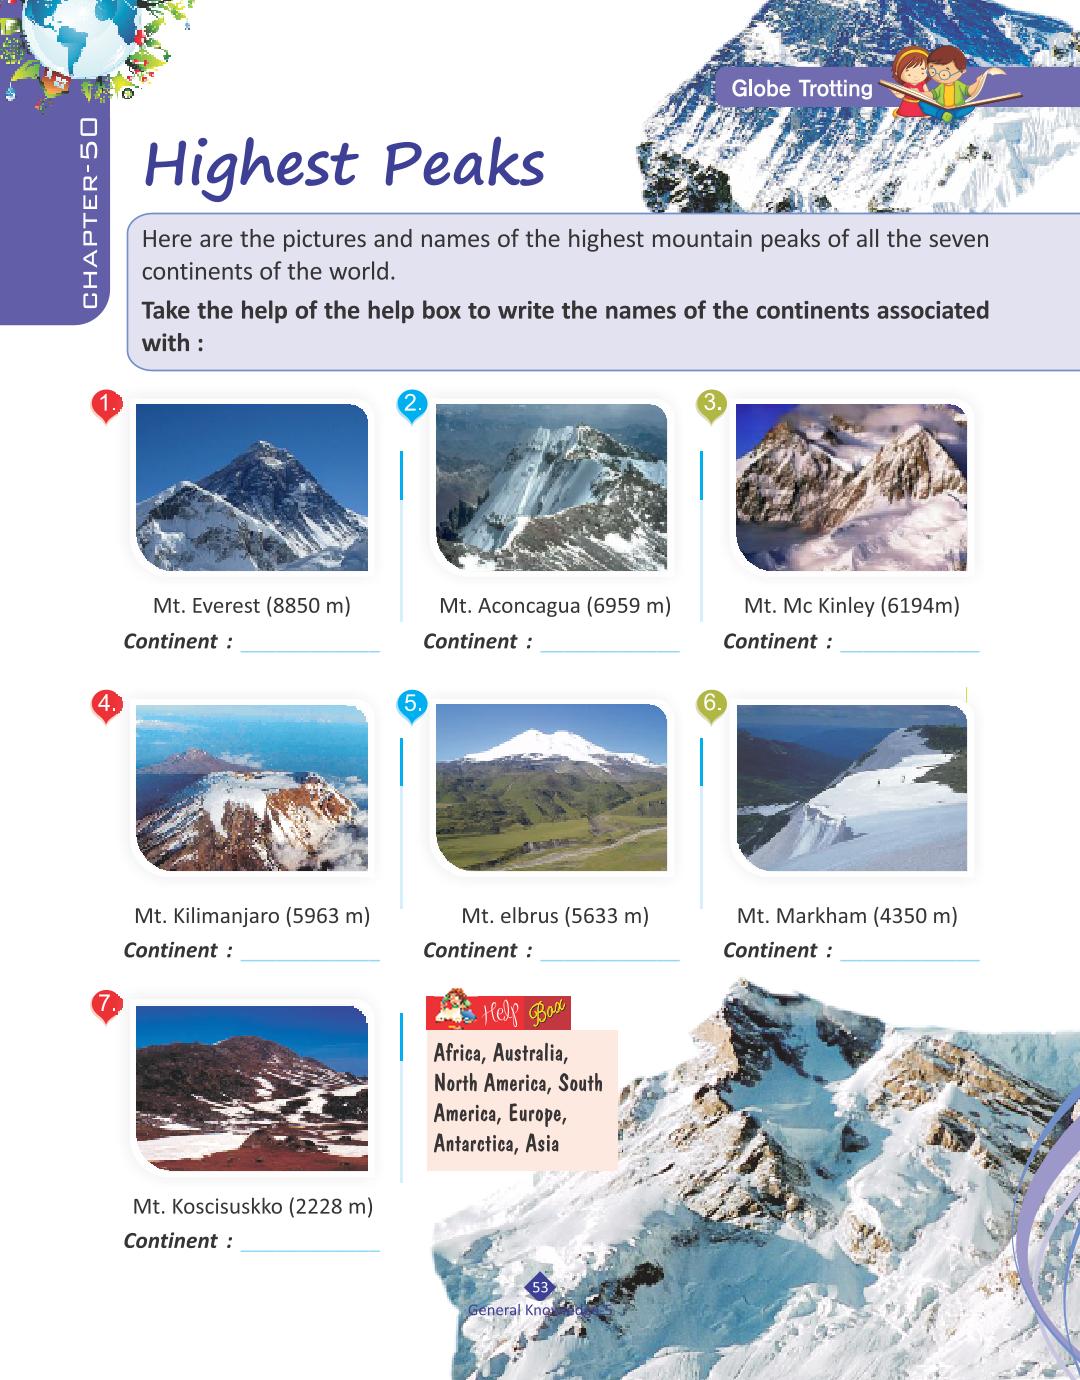 Globe Trotting
CHAPTER-50
Highest Peaks
Here are the pictures and names of the highest mountain peaks of all the seven
continents of the world.
Take the help of the help box to write the names of the continents associated
with :
1.
2.
3.
Mt. Everest (8850 m)
Mt. Aconcagua (6959 m)
Mt. Mc Kinley (6194m)
Continent :
Continent :
Continent :
4.
5.
6.
Mt. Kilimanjaro (5963 m)
Mt. elbrus (5633 m)
Mt. Markham (4350 m)
Continent :
Continent :
Continent :
7.
Mt. Koscisuskko (2228 m)
Continent :
Help Box
Africa, Australia,
North America, South
America, Europe,
Antarctica, Asia
53
General Knowledge-5